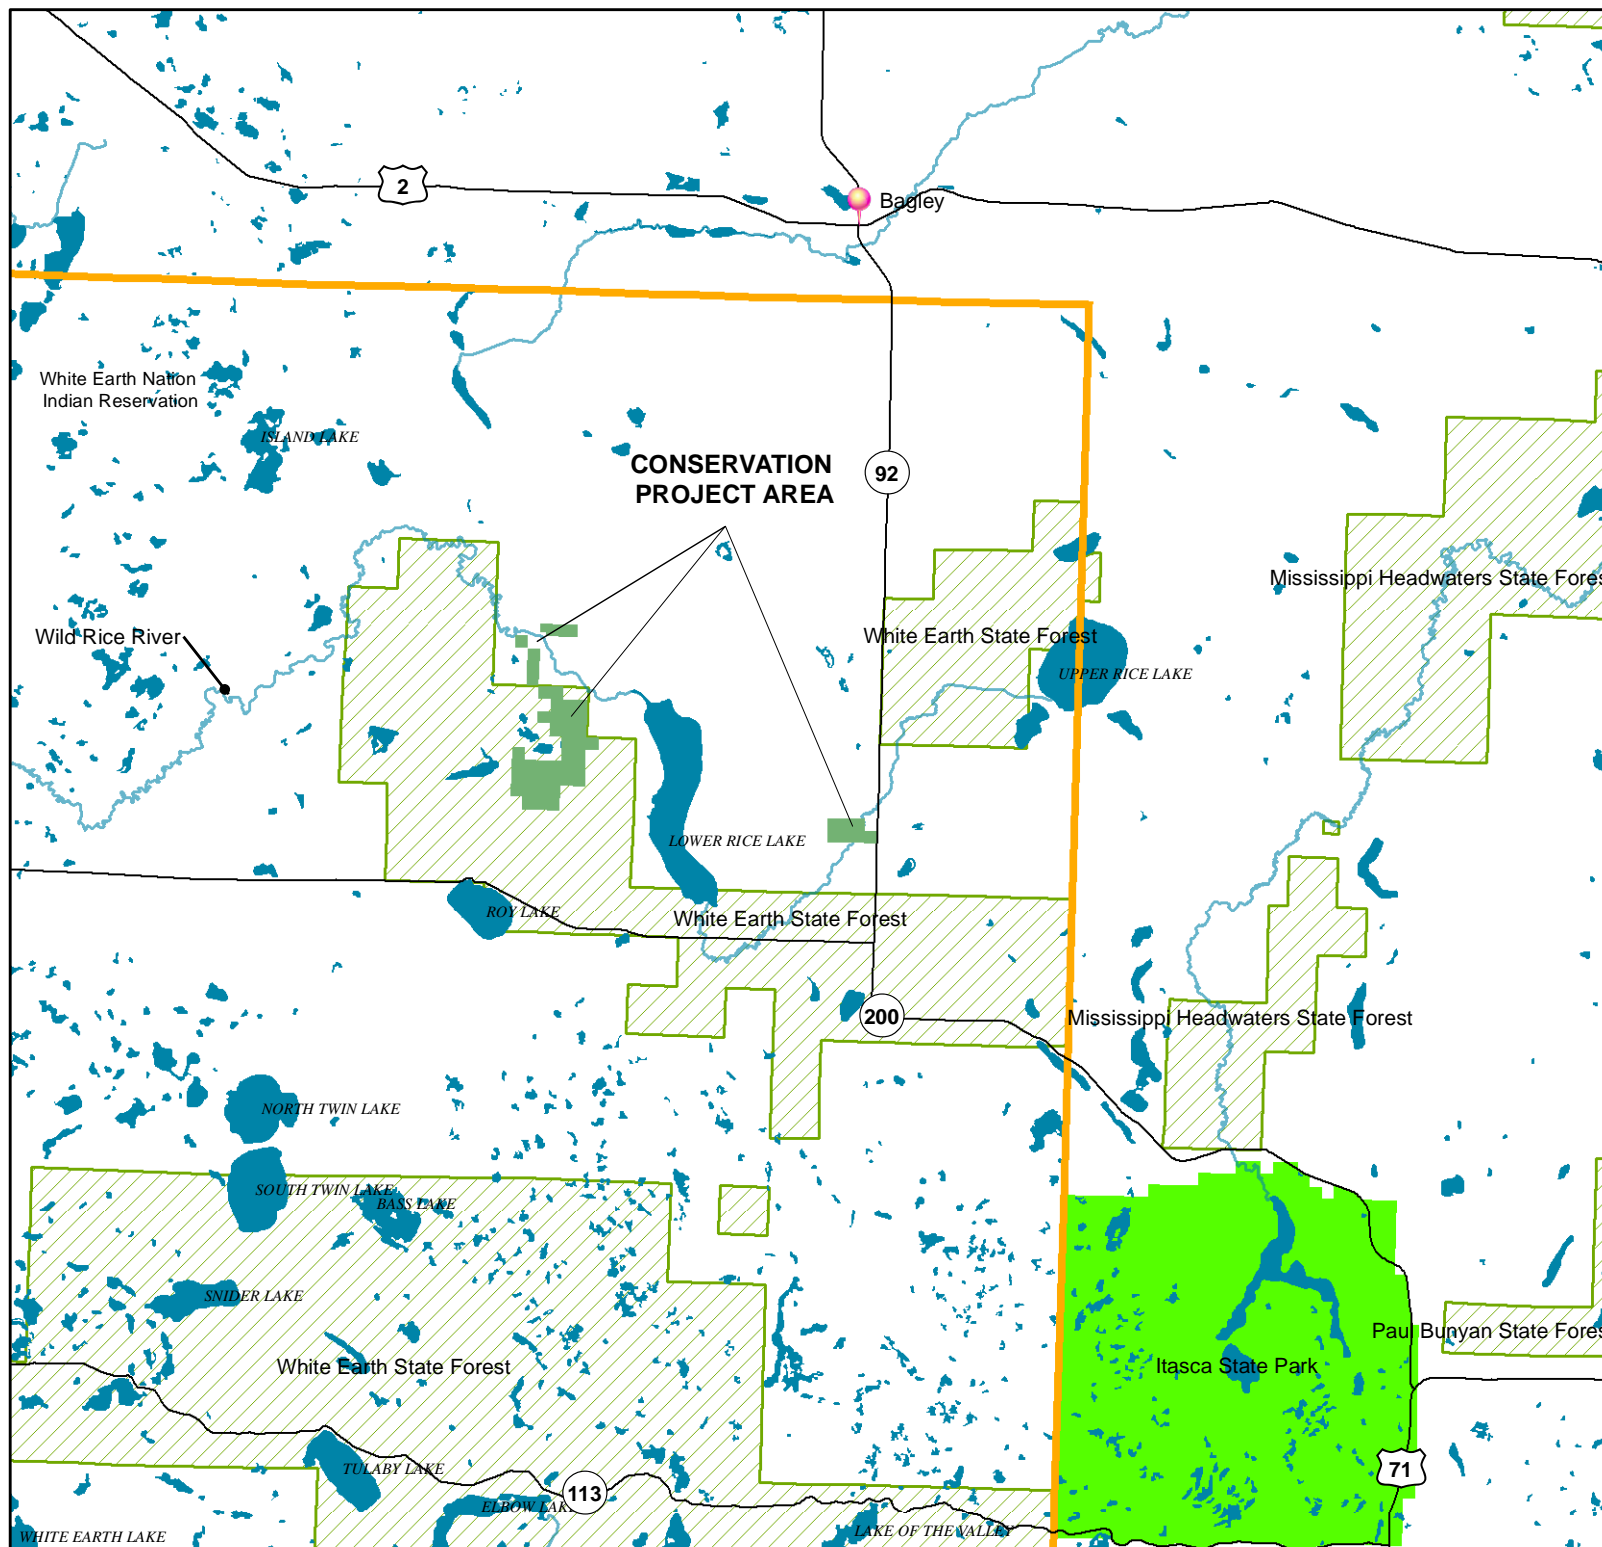 2
Bagley
White Earth Nation
Indian Reservation
ISLAND LAKE
CONSERVATION
PROJECT AREA
92
Mississippi Headwaters State Fores
Wild Rice River
White Earth State Forest
UPPER RICE LAKE
LOWER RICE LAKE
ROY LAKE
White Earth State Forest
200
Mississippi Headwaters State Forest
NORTH TWIN LAKE
SOUTH TWIN LAKE
BASS LAKE
SNIDER LAKE
Paul Bunyan State Fores
White Earth State Forest
Itasca State Park
TULABY LAKE
71
113
ELBOW LAKE
LAKE OF THE VALLEY
WHITE EARTH LAKE